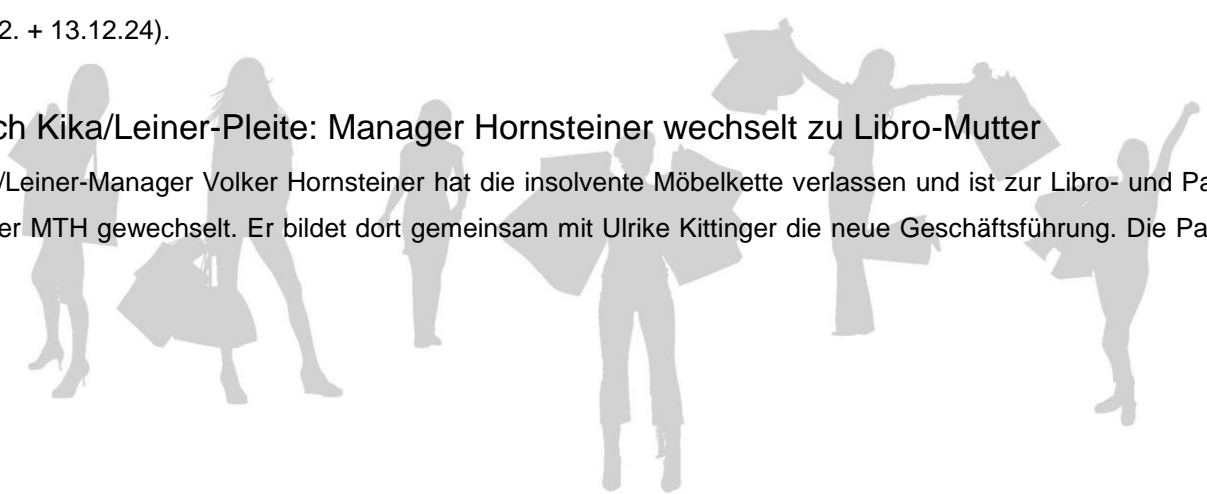 2. + 13.12.24).
ch Kika/Leiner-Pleite: Manager Hornsteiner wechselt zu Libro-Mutter
/Leiner-Manager Volker Hornsteiner hat die insolvente Möbelkette verlassen und ist zur Libro- und Pa
er MTH gewechselt. Er bildet dort gemeinsam mit Ulrike Kittinger die neue Geschäftsführung. Die Pa